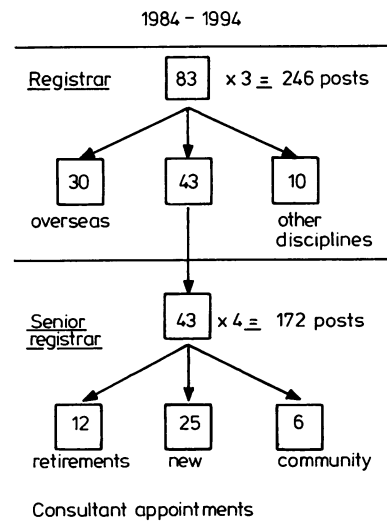 1984 - 1994
Registrar 83 x 3 = 246 posts
30 43 10
overseas other
disciplines
43
Senior
registrar x 4 = 172 posts
12 25 6
retirements new community
Consultant appointments